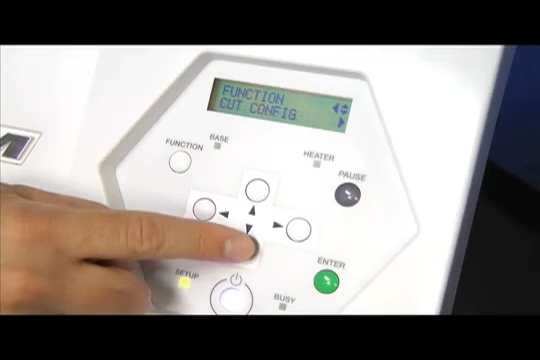 FUNCTION
CUT CONFIG
BASE
FUNCTION
HEATER
PAUSE
SETUP
ENTER
BUSY